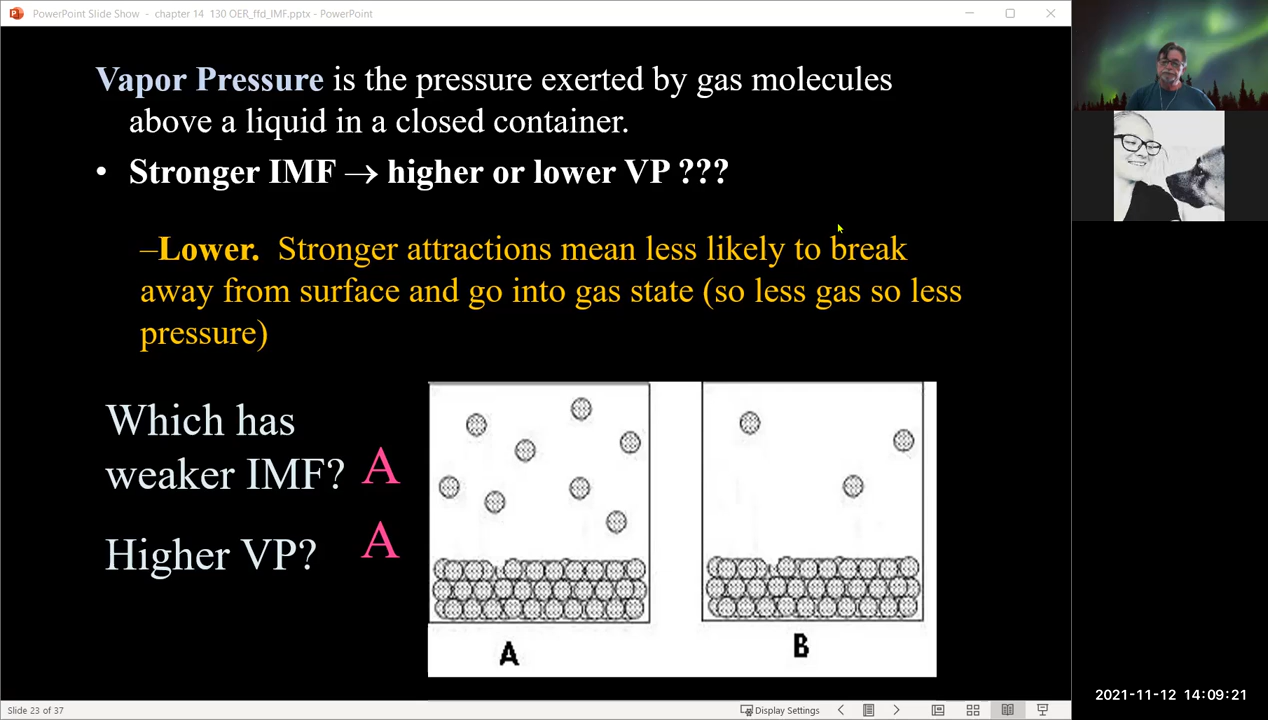 PowerPoint Slide Show - chapter 14 130 OER_ffd_IMF.pptx - PowerPoint
Vapor Pressure is the pressure exerted by gas molecules
above a liquid in a closed container.
• Stronger IMF → higher or lower VP ???
–Lower. Stronger attractions mean less likely to break
away from surface and go into gas state (so less gas so less
pressure)
Which has
weaker IMF? A
Higher VP? A
A
B
Slide 23 of 37
Display Settings
2021-11-12 14:09:21